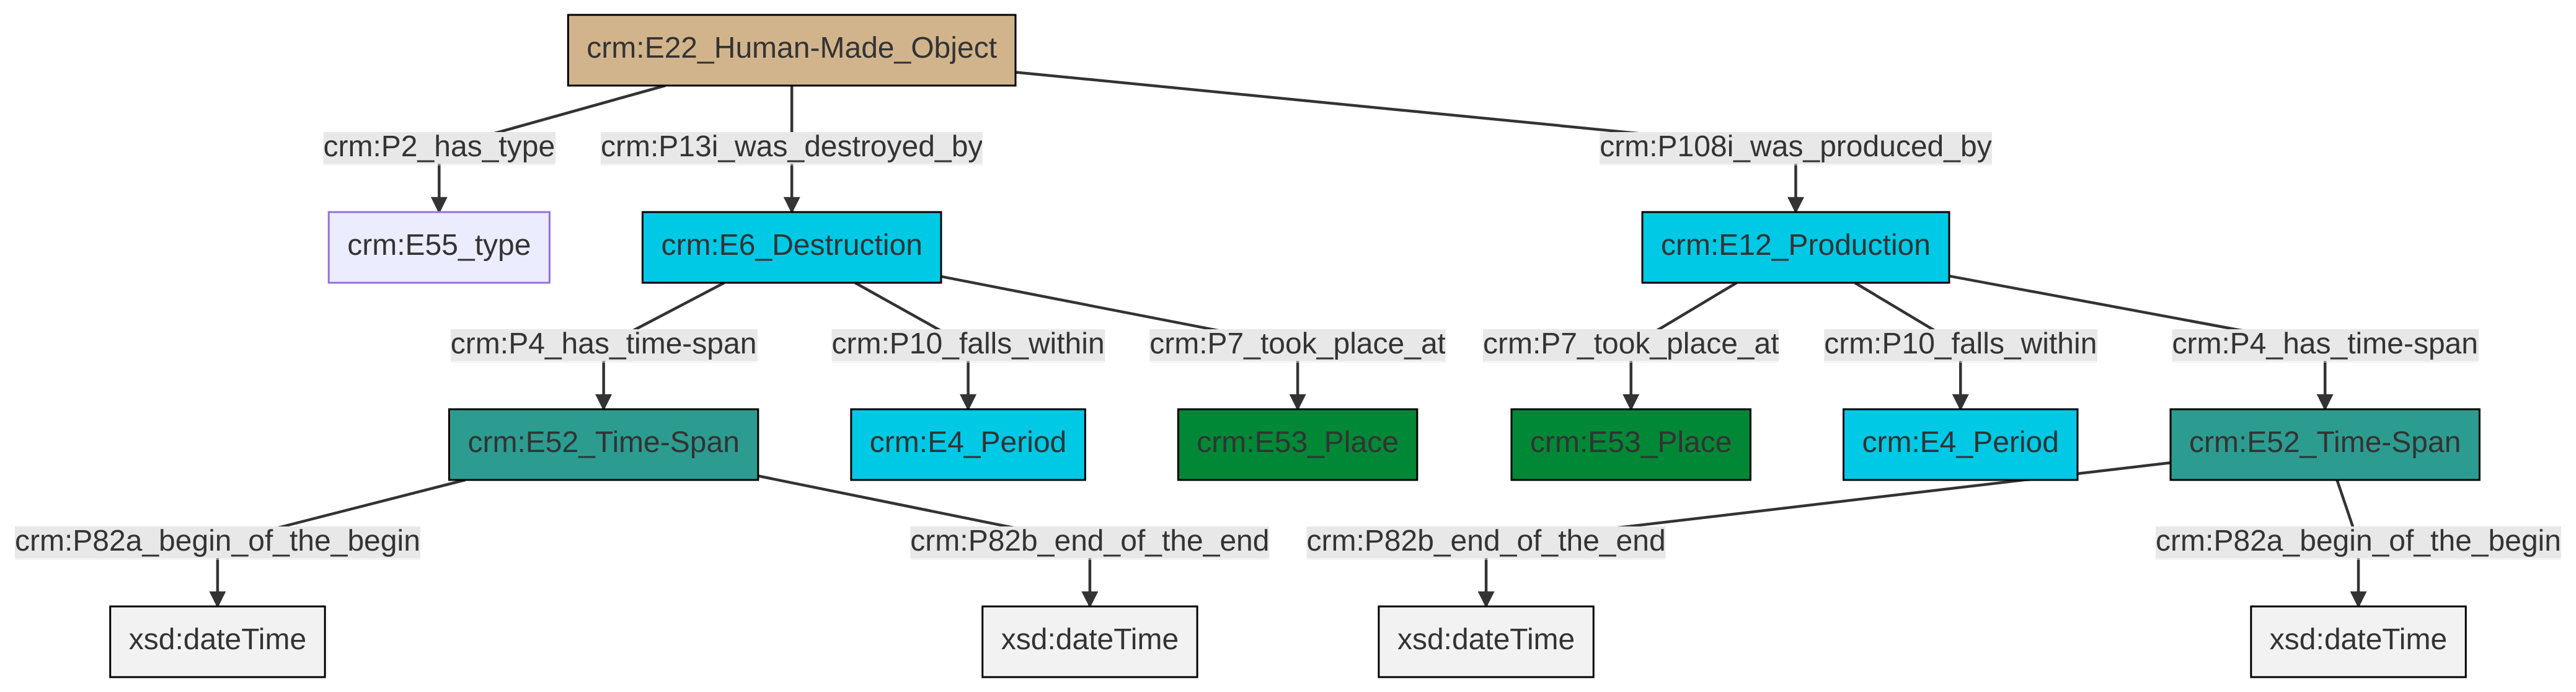 crm:E22_Human-Made_Object
crm:P2_has_type
crm:P13i_was_destroyed_by
crm:P108i_was_produced_by
crm:E55_type
crm:E6_Destruction
crm:E12_Production
crm:P4_has_time-span
crm:P10_falls_within
crm:P7_took_place_at
crm:P7_took_place_at
crm:P10_falls_within
crm:P4_has_time-span
crm:E52_Time-Span
crm:E4_Period
crm:E53_Place
crm:E53_Place
crm:E4_Period
crm:E52_Time-Span
crm:P82a_begin_of_the_begin
crm:P82b_end_of_the_end
crm:P82b_end_of_the_end
crm:P82a_begin_of_the_begin
xsd:dateTime
xsd:dateTime
xsd:dateTime
xsd:dateTime